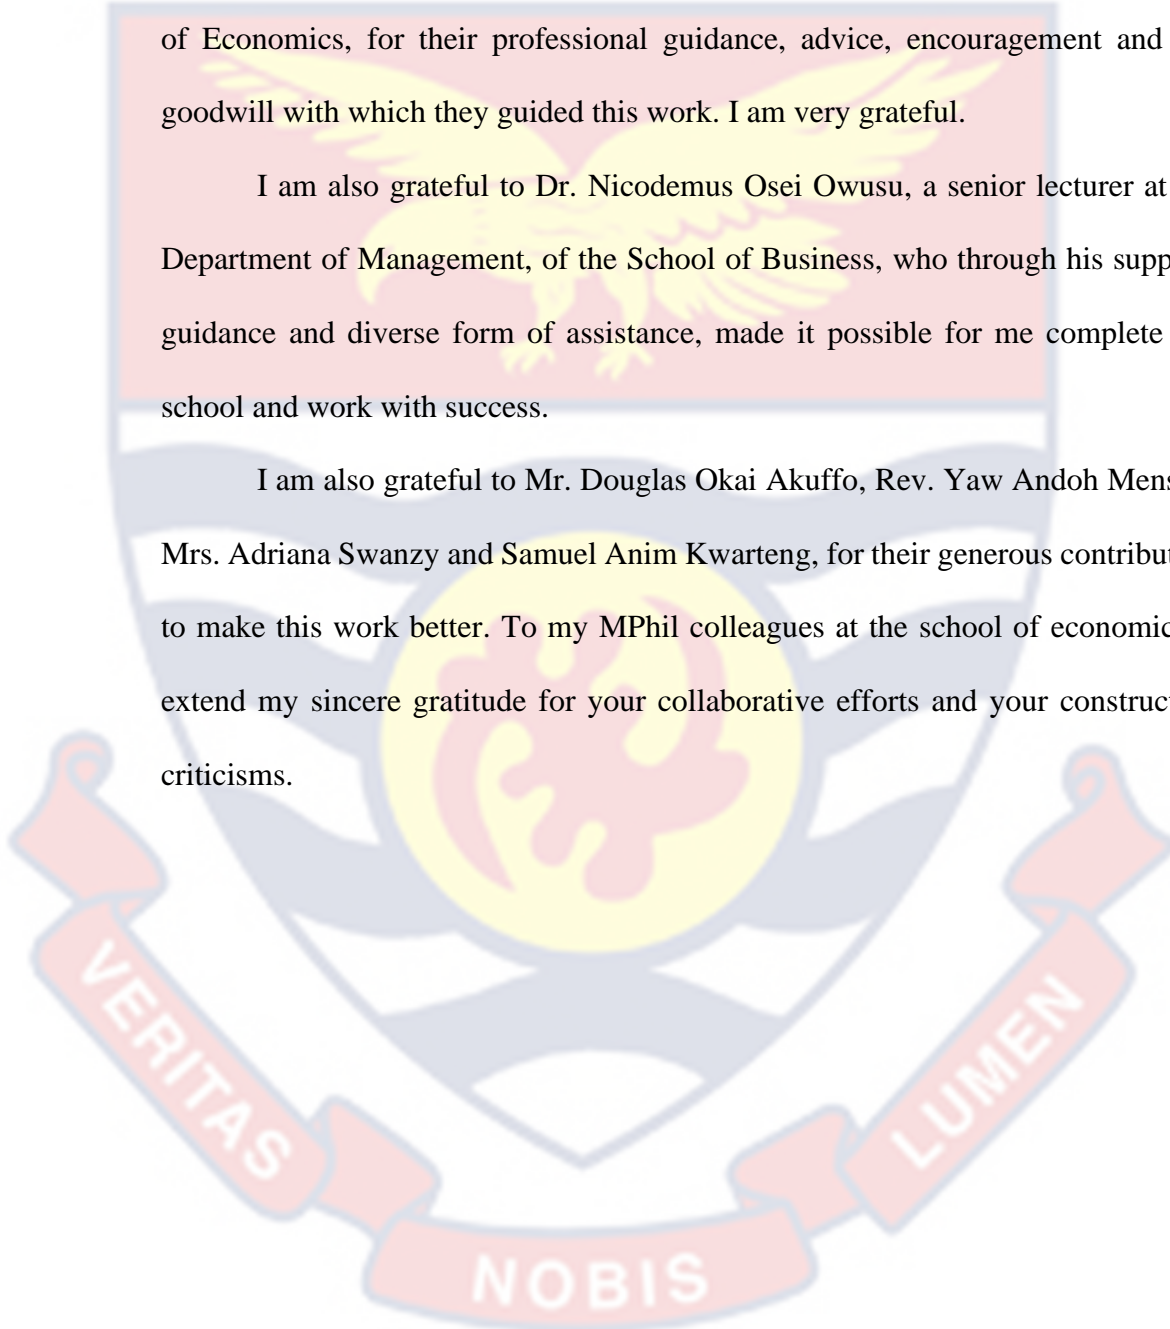 of Economics, for their professional guidance, advice, encouragement and
goodwill with which they guided this work. I am very grateful.
I am also grateful to Dr. Nicodemus Osei Owusu, a senior lecturer at
Department of Management, of the School of Business, who through his supp
guidance and diverse form of assistance, made it possible for me complete
school and work with success.
I am also grateful to Mr. Douglas Okai Akuffo, Rev. Yaw Andoh Mens
Mrs. Adriana Swanzy and Samuel Anim Kwarteng, for their generous contribut
to make this work better. To my MPhil colleagues at the school of economic
extend my sincere gratitude for your collaborative efforts and your construct
criticisms.
VERITAS
NOBIS
LUMEN